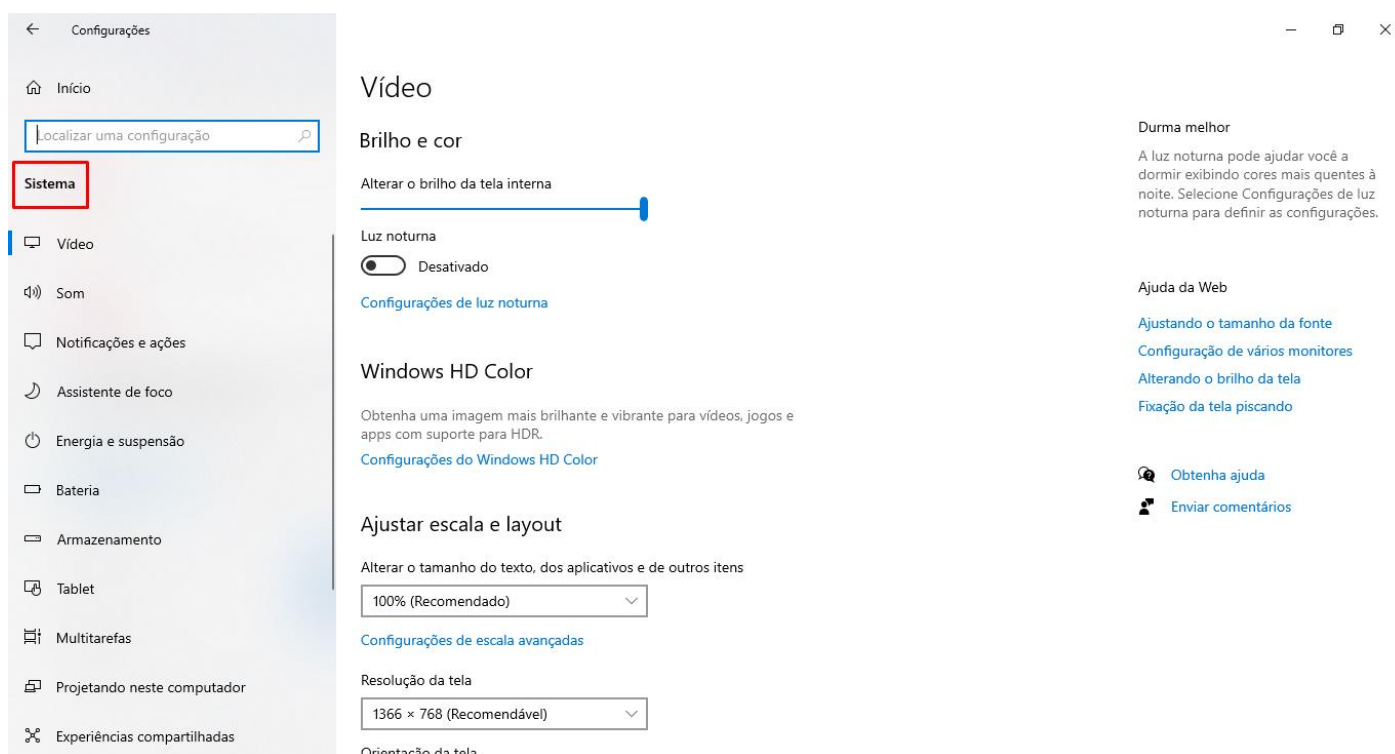 Configurações
Início
Localizar uma configuração
Sistema
Vídeo
Som
Notificações e ações
Assistente de foco
Energia e suspensão
Bateria
Armazenamento
Tablet
Multitarefas
Projetando neste computador
Experiências compartilhadas
Vídeo
Brilho e cor
Alterar o brilho da tela interna
Luz noturna
Desativado
Configurações de luz noturna
Windows HD Color
Obtenha uma imagem mais brilhante e vibrante para vídeos, jogos e
apps com suporte para HDR.
Configurações do Windows HD Color
Ajustar escala e layout
Alterar o tamanho do texto, dos aplicativos e de outros itens
100% (Recomendado)
Configurações de escala avançadas
Resolução da tela
1366 × 768 (Recomendável)
Orientação da tela
Durma melhor
A luz noturna pode ajudar você a
dormir exibindo cores mais quentes à
noite. Selecione Configurações de luz
noturna para definir as configurações.
Ajuda da Web
Ajustando o tamanho da fonte
Configuração de vários monitores
Alterando o brilho da tela
Fixação da tela piscando
Obtenha ajuda
Enviar comentários